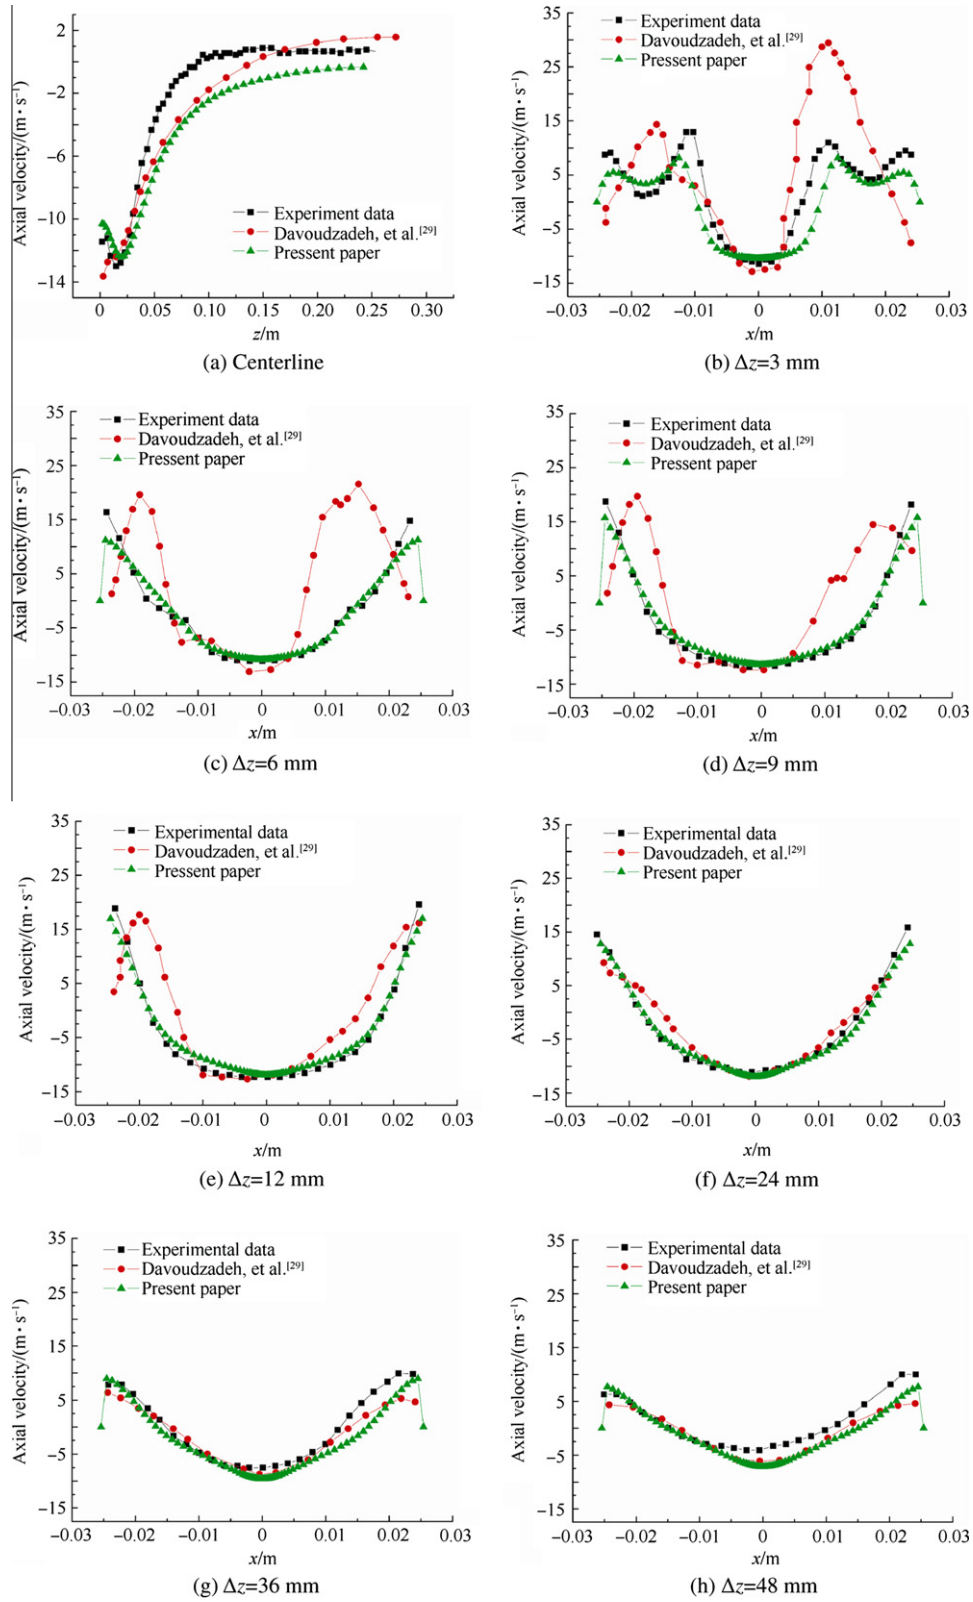 2
−2
−6
−10
−14
Axial velocity/(m · s⁻¹)
Experiment data
Davoudzadeh, et al.[29]
Pressent paper
0
0.05
0.10
0.15
0.20
0.25
0.30
z/m
(a) Centerline
35
25
15
5
−5
−15
Axial velocity/(m · s⁻¹)
Experiment data
Davoudzadeh, et al.[29]
Pressent paper
−0.03
−0.02
−0.01
0
0.01
0.02
0.03
x/m
(b) Δz=3 mm
35
25
15
5
−5
−15
Axial velocity/(m · s⁻¹)
Experiment data
Davoudzadeh, et al.[29]
Pressent paper
−0.03
−0.02
−0.01
0
0.01
0.02
0.03
x/m
(c) Δz=6 mm
35
25
15
5
−5
−15
Axial velocity/(m · s⁻¹)
Experiment data
Davoudzadeh, et al.[29]
Pressent paper
−0.03
−0.02
−0.01
0
0.01
0.02
0.03
x/m
(d) Δz=9 mm
35
25
15
5
−5
−15
Axial velocity/(m · s⁻¹)
Experimental data
Davoudzaden, et al.[29]
Pressent paper
−0.03
−0.02
−0.01
0
0.01
0.02
0.03
x/m
(e) Δz=12 mm
35
25
15
5
−5
−15
Axial velocity/(m · s⁻¹)
Experimental data
Davoudzadeh, et al.[29]
Pressent paper
−0.03
−0.02
−0.01
0
0.01
0.02
0.03
x/m
(f) Δz=24 mm
35
25
15
5
−5
−15
Axial velocity/(m · s⁻¹)
Experimental data
Davoudzadeh, et al.[29]
Present paper
−0.03
−0.02
−0.01
0
0.01
0.02
0.03
x/m
(g) Δz=36 mm
35
25
15
5
−5
−15
Axial velocity/(m · s⁻¹)
Experimental data
Davoudzadeh, et al.[29]
Present paper
−0.03
−0.02
−0.01
0
0.01
0.02
0.03
x/m
(h) Δz=48 mm